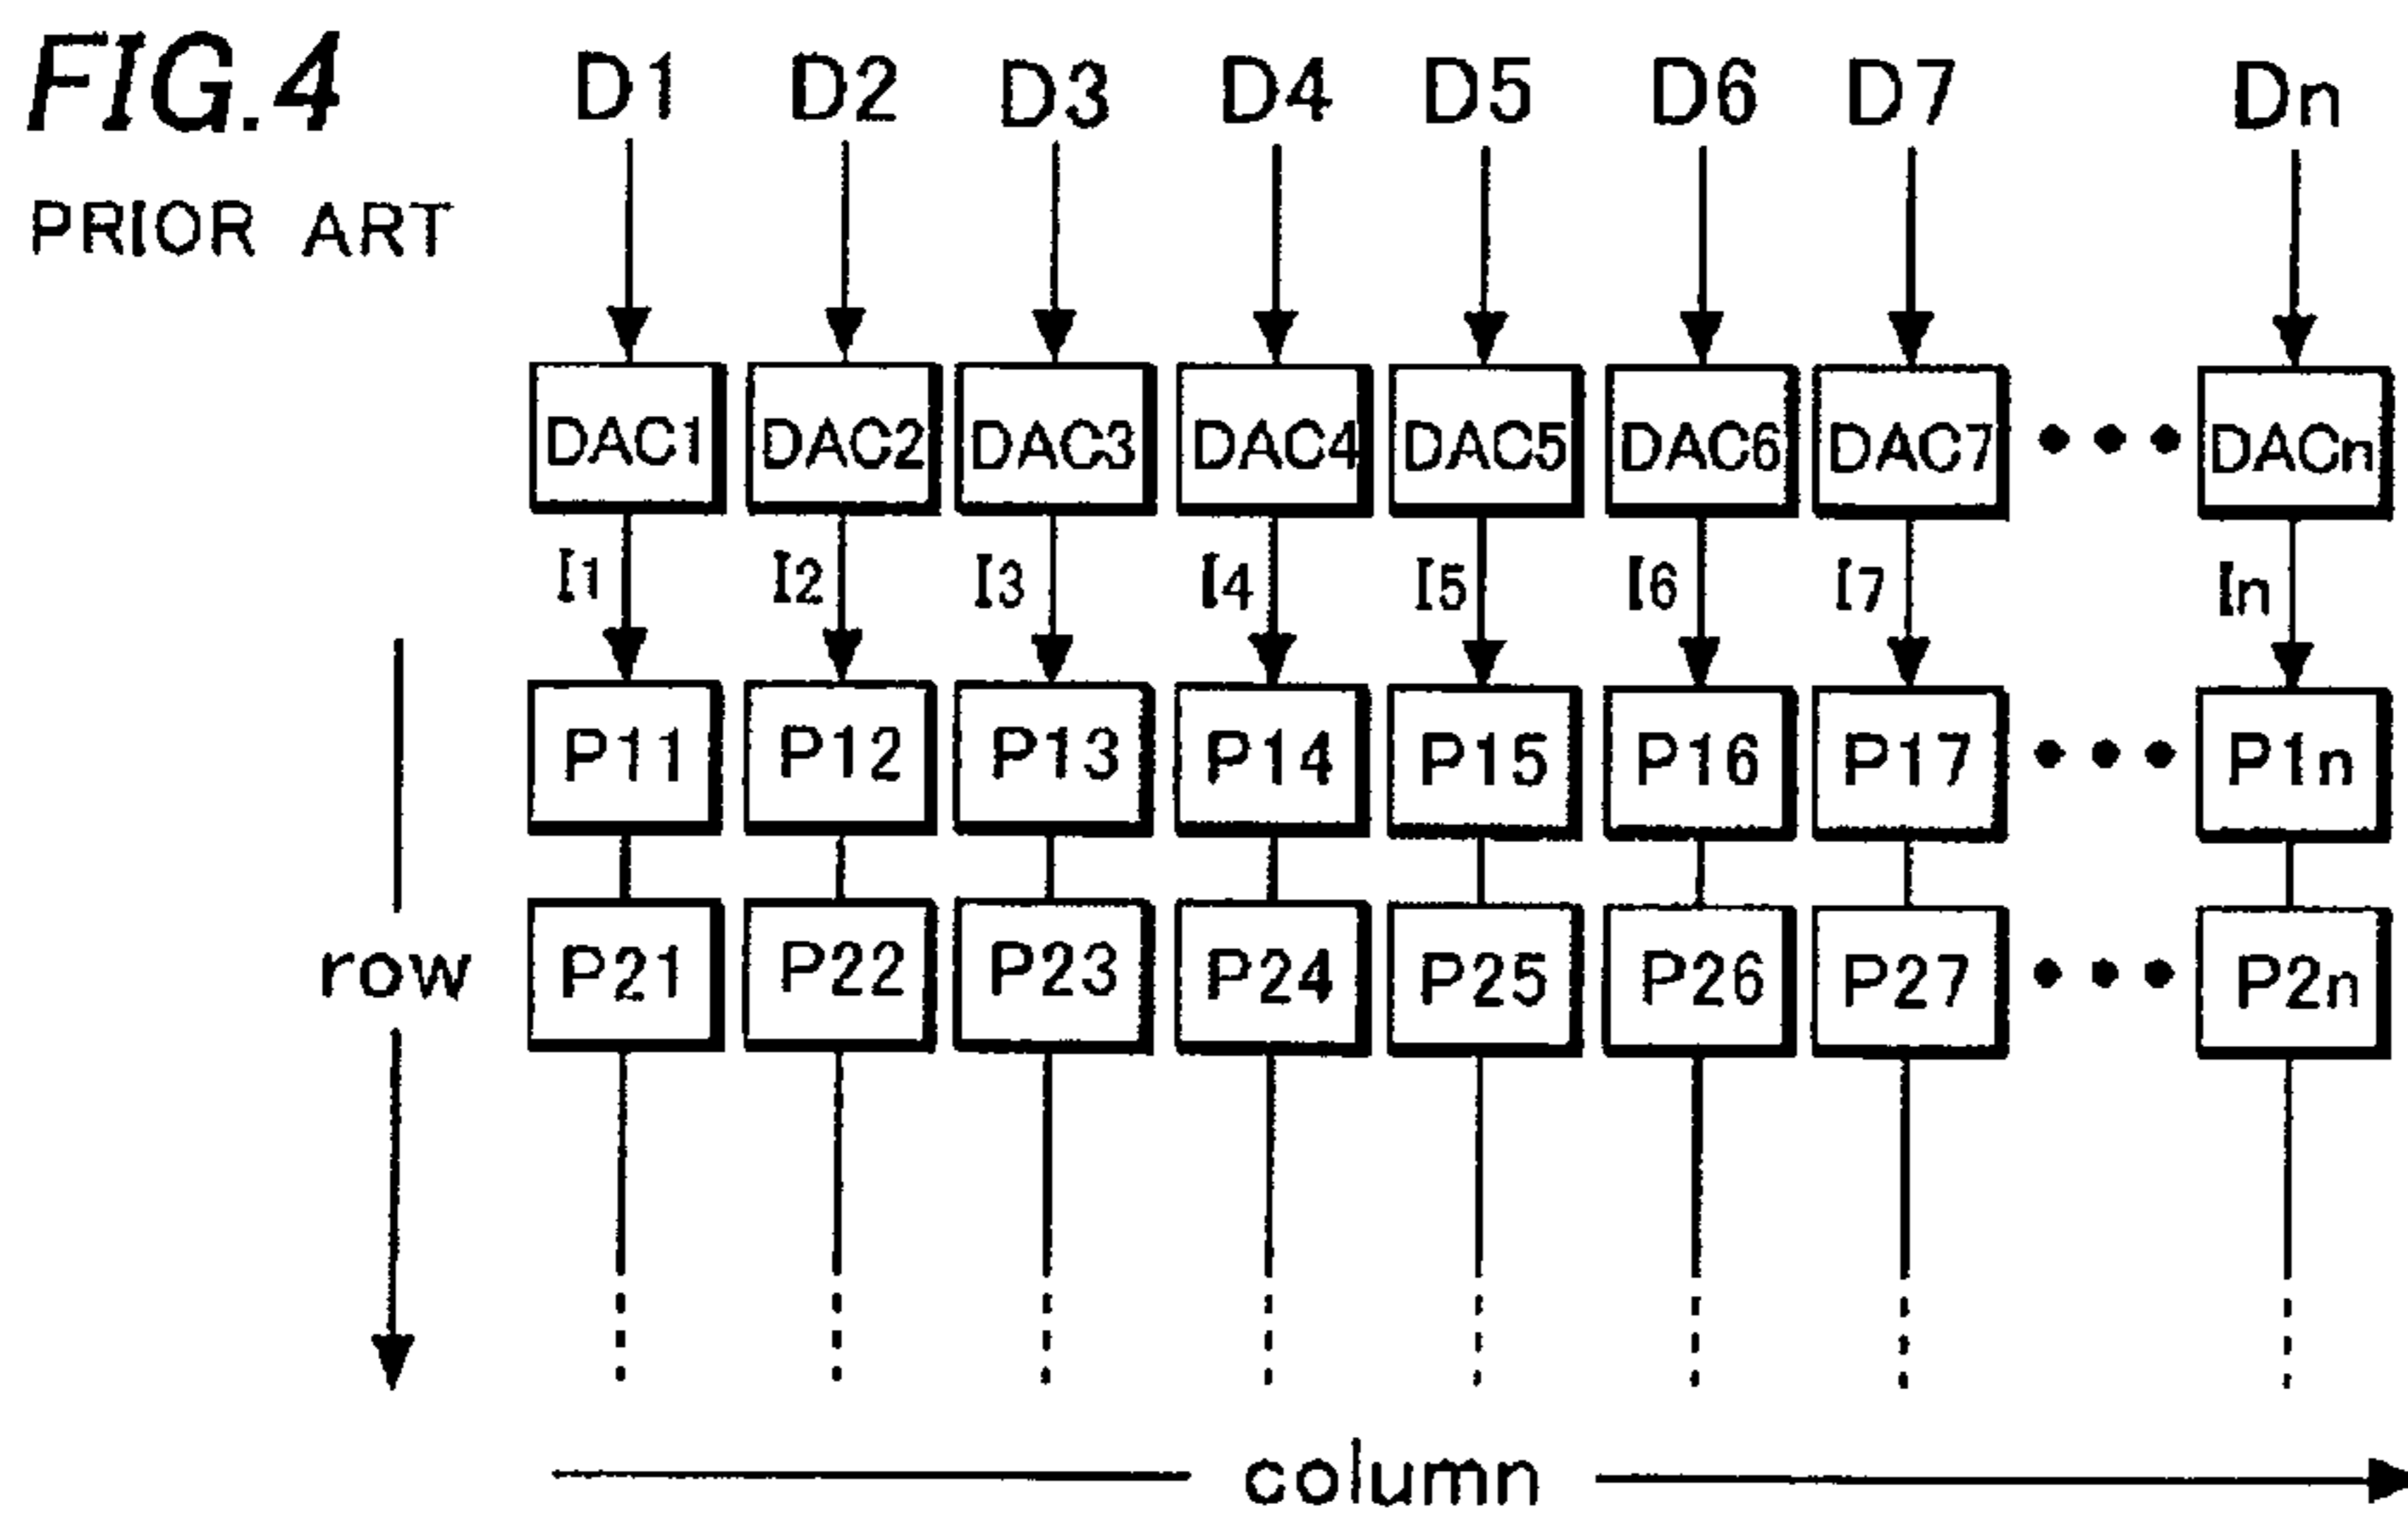 FIG.4
PRIOR ART
D1 D2 D3 D4 D5 D6 D7 Dn
DAC1 DAC2 DAC3 DAC4 DAC5 DAC6 DAC7 ••• DACn
I1 I2 I3 I4 I5 I6 I7 In
P11 P12 P13 P14 P15 P16 P17 ••• P1n
row
P21 P22 P23 P24 P25 P26 P27 ••• P2n
column